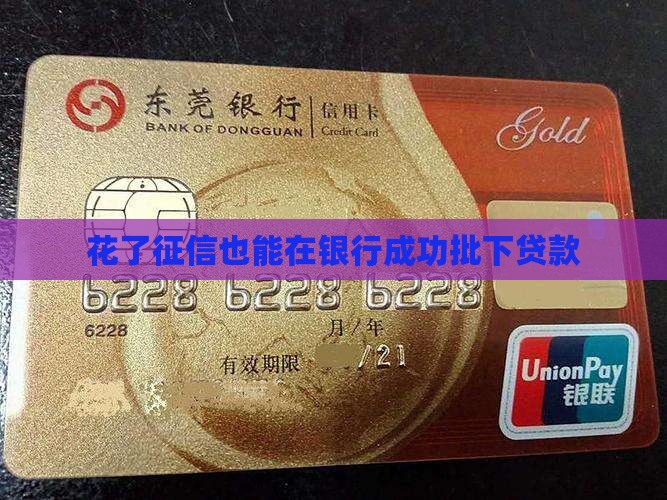 东莞银行 信用卡
BANK OF DONGGUAN Credit Card
Gold
花了征信也能在银行成功批下贷款
6228 6228 6228
6228
月/年
有效期限 /21
UnionPay
银联